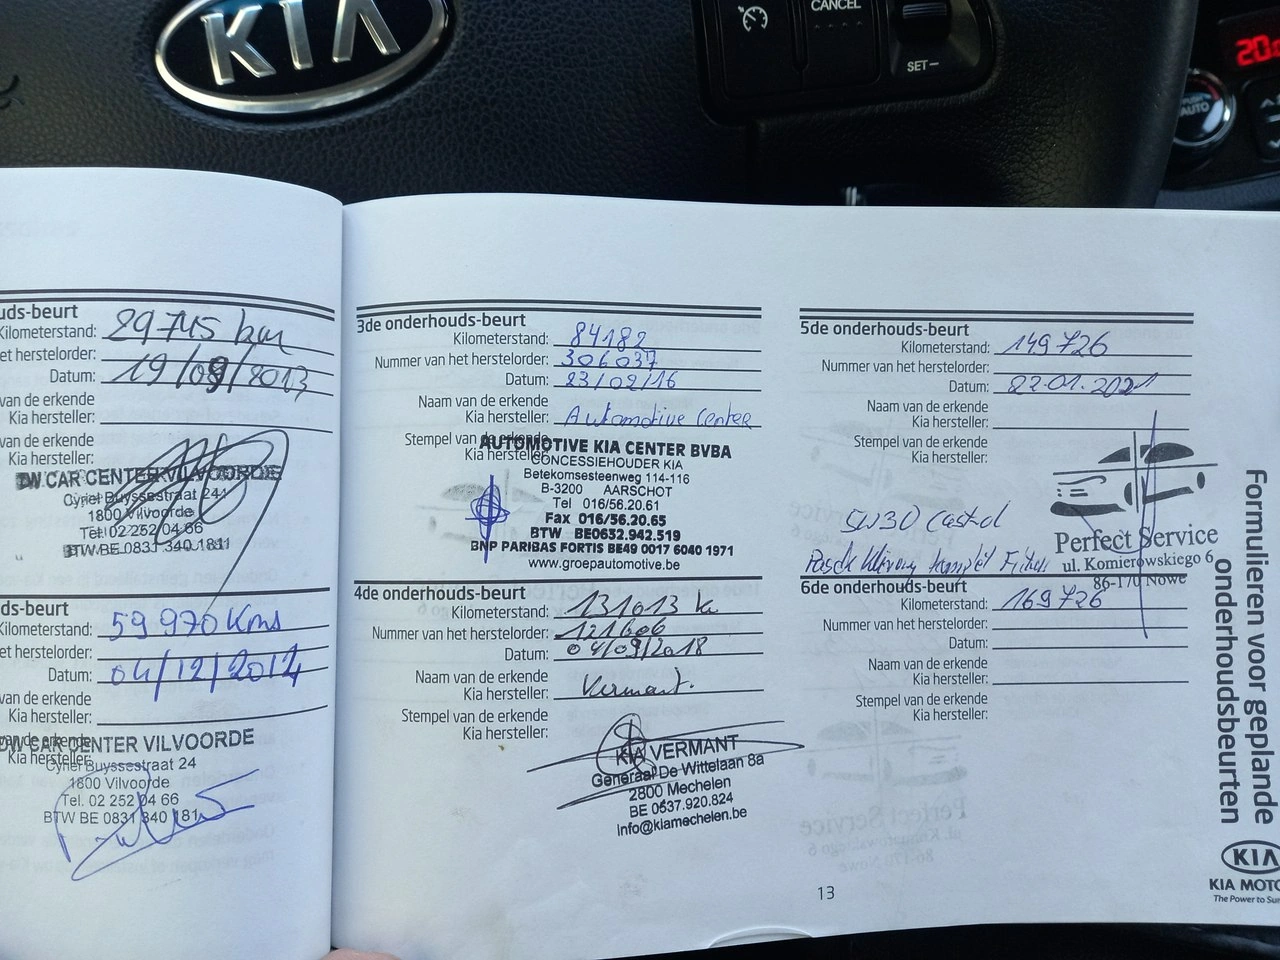 KIA
CANCEL
SET−
AUTO
uds-beurt
Kilometerstand: 29745 km
et herstelorder:
Datum: 19/09/2013
van de erkende
Kia hersteller:
van de erkende
Kia hersteller:
DW CAR CENTER VILVOORDE
Cyriel Buyssestraat 24
1800 Vilvoorde
Tel. 02 252 04 66
BTW BE 0831 340 181
ds-beurt
Kilometerstand: 59 970 Kms
et herstelorder:
Datum: 04/12/2014
van de erkende
Kia hersteller:
van de erkende
Kia hersteller:
DW CAR CENTER VILVOORDE
Cyriel Buyssestraat 24
1800 Vilvoorde
Tel. 02 252 04 66
BTW BE 0831 340 181
3de onderhouds-beurt
Kilometerstand: 84182
Nummer van het herstelorder: 306037
Datum: 23/02/16
Naam van de erkende
Kia hersteller: Automotive Center
Stempel van de erkende
Kia hersteller:
AUTOMOTIVE KIA CENTER BVBA
CONCESSIEHOUDER KIA
Betekomsesteenweg 114-116
B-3200 AARSCHOT
Tel 016/56.20.61
Fax 016/56.20.65
BTW BE0632.942.519
BNP PARIBAS FORTIS BE49 0017 6040 1971
www.groepautomotive.be
4de onderhouds-beurt
Kilometerstand: 131013 km
Nummer van het herstelorder: 121606
Datum: 04/09/2018
Naam van de erkende
Kia hersteller: Vermant.
Stempel van de erkende
Kia hersteller:
KIA VERMANT
Generaal De Wittelaan 8a
2800 Mechelen
BE 0537.920.824
info@kiamechelen.be
5de onderhouds-beurt
Kilometerstand: 149 726
Nummer van het herstelorder:
Datum: 22.01.2021
Naam van de erkende
Kia hersteller:
Stempel van de erkende
Kia hersteller:
5W30 Castrol
Perfect Service
ul. Komierowskiego 6
86-170 Nowe
6de onderhouds-beurt
Kilometerstand: 169726
Nummer van het herstelorder:
Datum:
Naam van de erkende
Kia hersteller:
Stempel van de erkende
Kia hersteller:
13
Formulieren voor geplande
onderhoudsbeurten
KIA
KIA MOTO
The Power to Sur